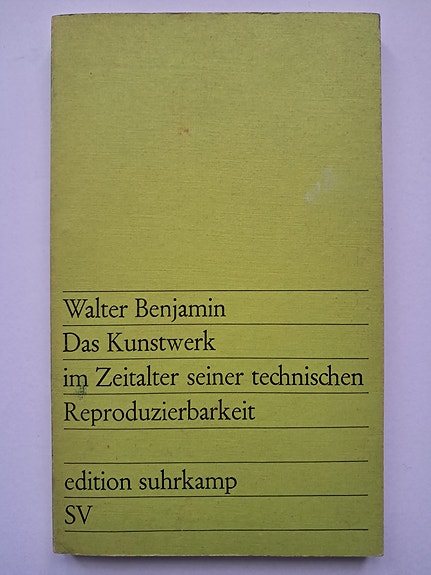 Walter Benjamin
Das Kunstwerk
im Zeitalter seiner technischen
Reproduzierbarkeit
edition suhrkamp
SV